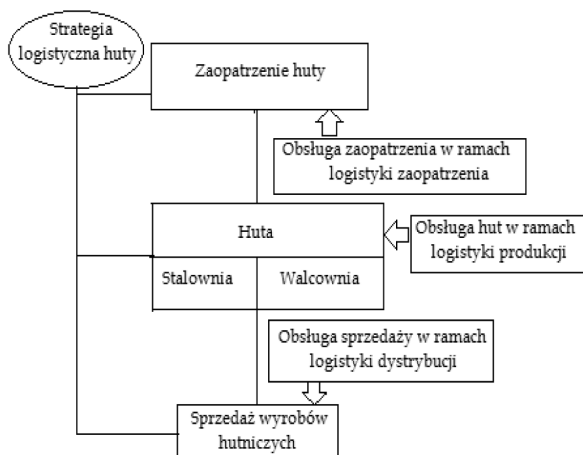 Strategia
logistyczna huty
Zaopatrzenie huty
Obsługa zaopatrzenia w ramach
logistyki zaopatrzenia
Huta
Obsługa hut w ramach
logistyki produkcji
Stalownia
Walcownia
Obsługa sprzedaży w ramach
logistyki dystrybucji
Sprzedaż wyrobów
hutniczych